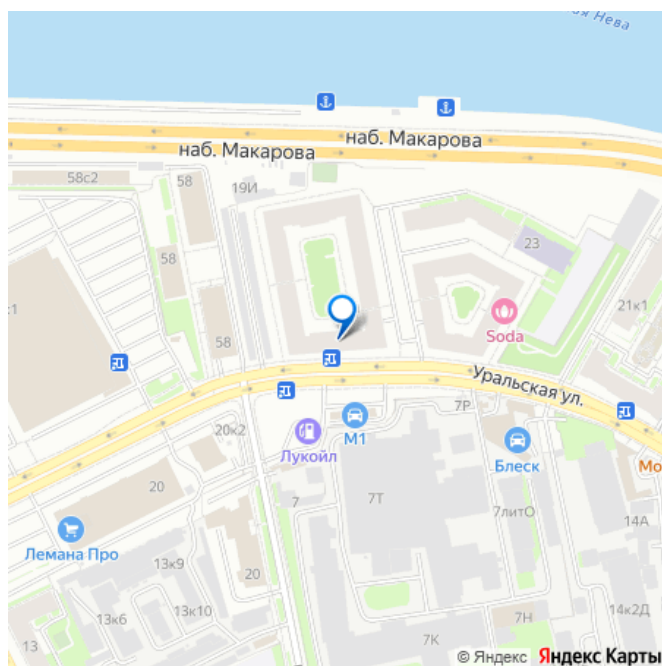 ая Нева
наб. Макарова
наб. Макарова
58с2
58
19И
23
58
21к1
к1
Soda
58
Уральская ул.
7Р
М1
20к2
Лукойл
Блеск
Мо
20
7
7Т
7литО
14А
Лемана Про
13к9
20
13к6
13к10
14к2Д
7Н
13
7К
© Яндекс Яндекс Карты